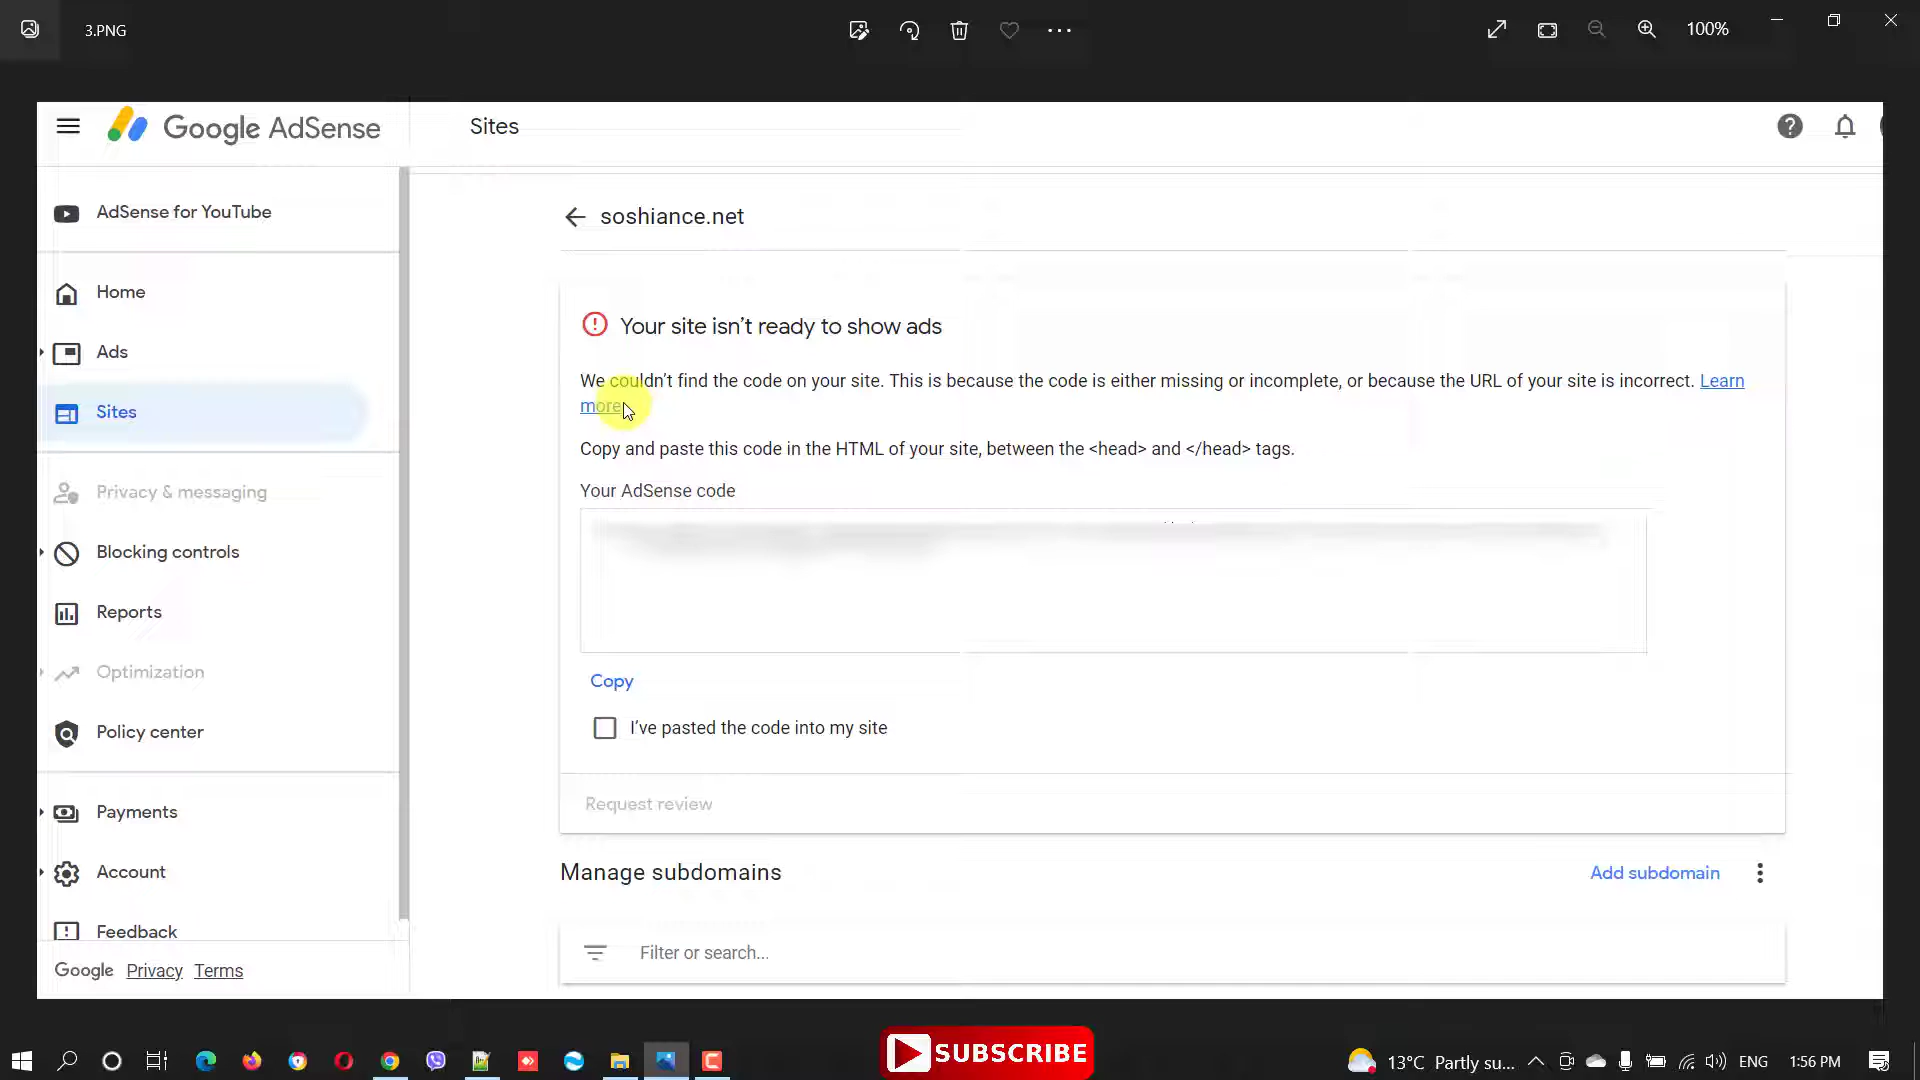 3.PNG
100%
Google AdSense
Sites
AdSense for YouTube
Home
Ads
Sites
Privacy & messaging
Blocking controls
Reports
Optimization
Policy center
Payments
Account
Feedback
Google Privacy Terms
soshiance.net
Your site isn't ready to show ads
We couldn't find the code on your site. This is because the code is either missing or incomplete, or because the URL of your site is incorrect. Learn
more
Copy and paste this code in the HTML of your site, between the <head> and </head> tags.
Your AdSense code
Copy
I've pasted the code into my site
Request review
Manage subdomains
Add subdomain
Filter or search...
SUBSCRIBE
13°C Partly su...
ENG
1:56 PM